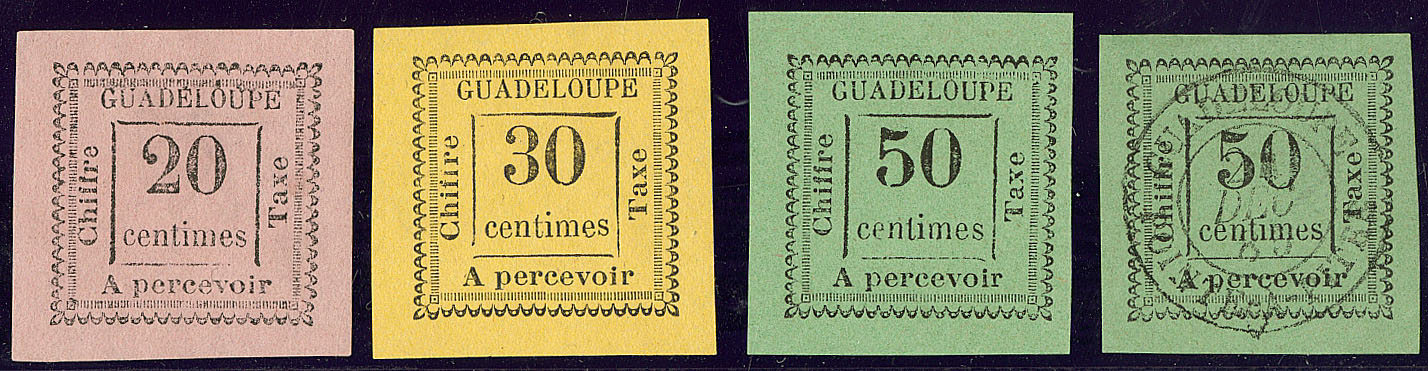 GUADELOUPE
Chiffre
20
centimes
Taxe
A percevoir
GUADELOUPE
Chiffre
30
centimes
Taxe
A percevoir
GUADELOUPE
Chiffre
50
centimes
Taxe
A percevoir
GUADELOUPE
Chiffre
50
centimes
Taxe
A percevoir
DEC